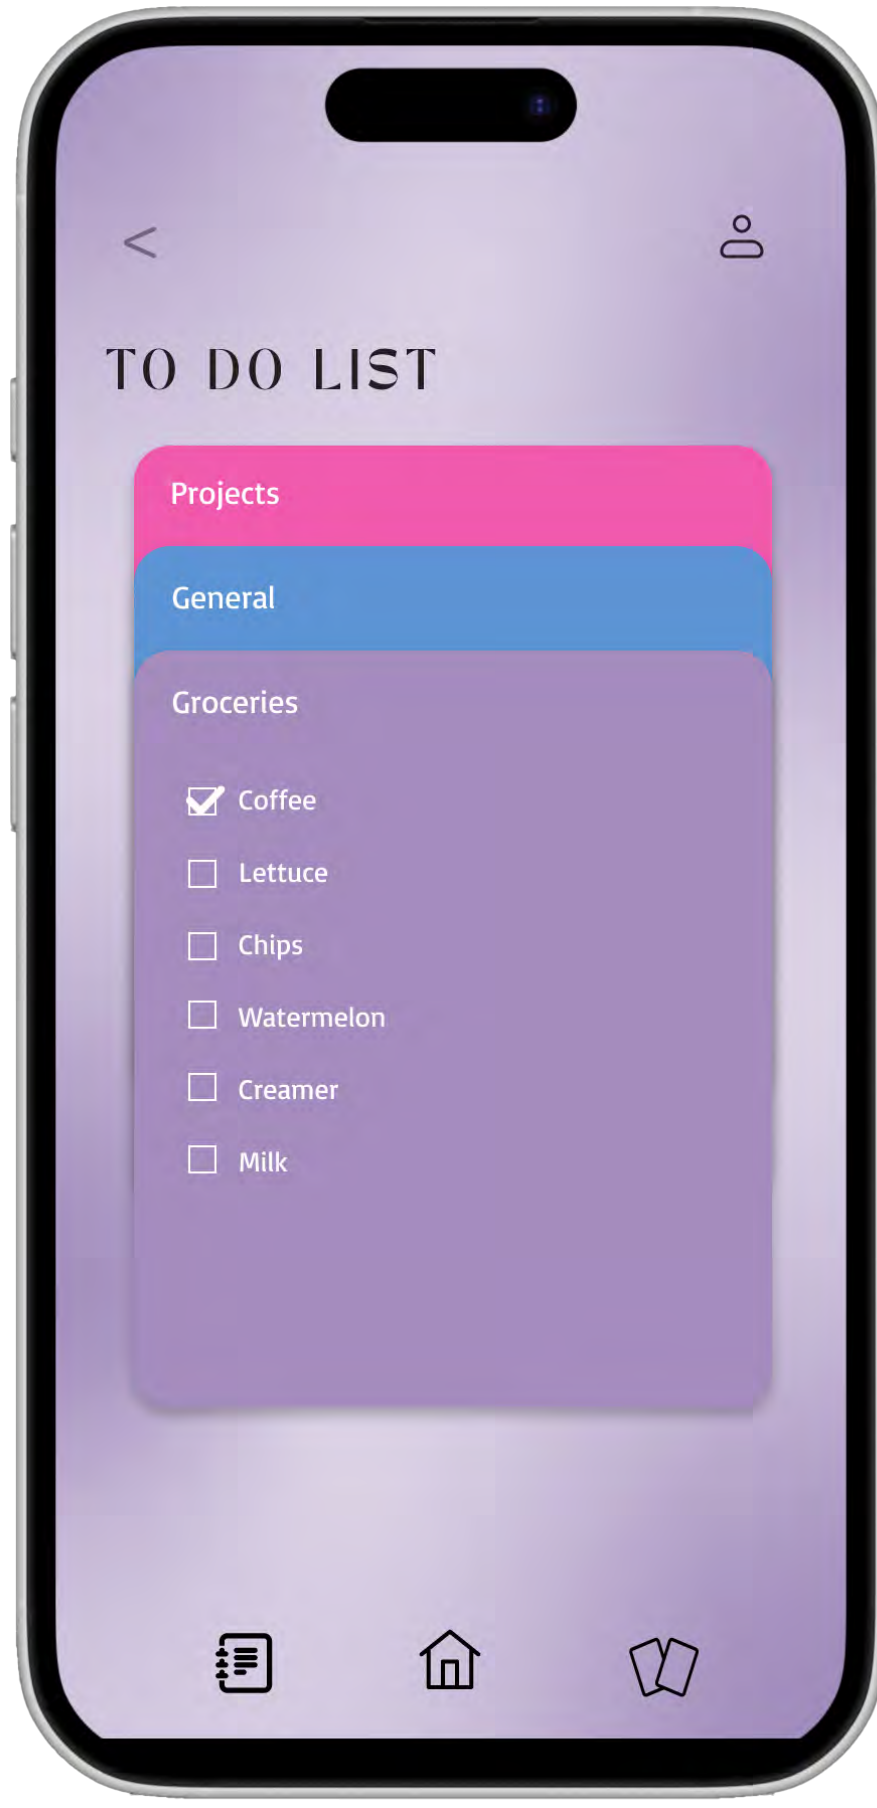 <
TO DO LIST
Projects
General
Groceries
Coffee
Lettuce
Chips
Watermelon
Creamer
Milk